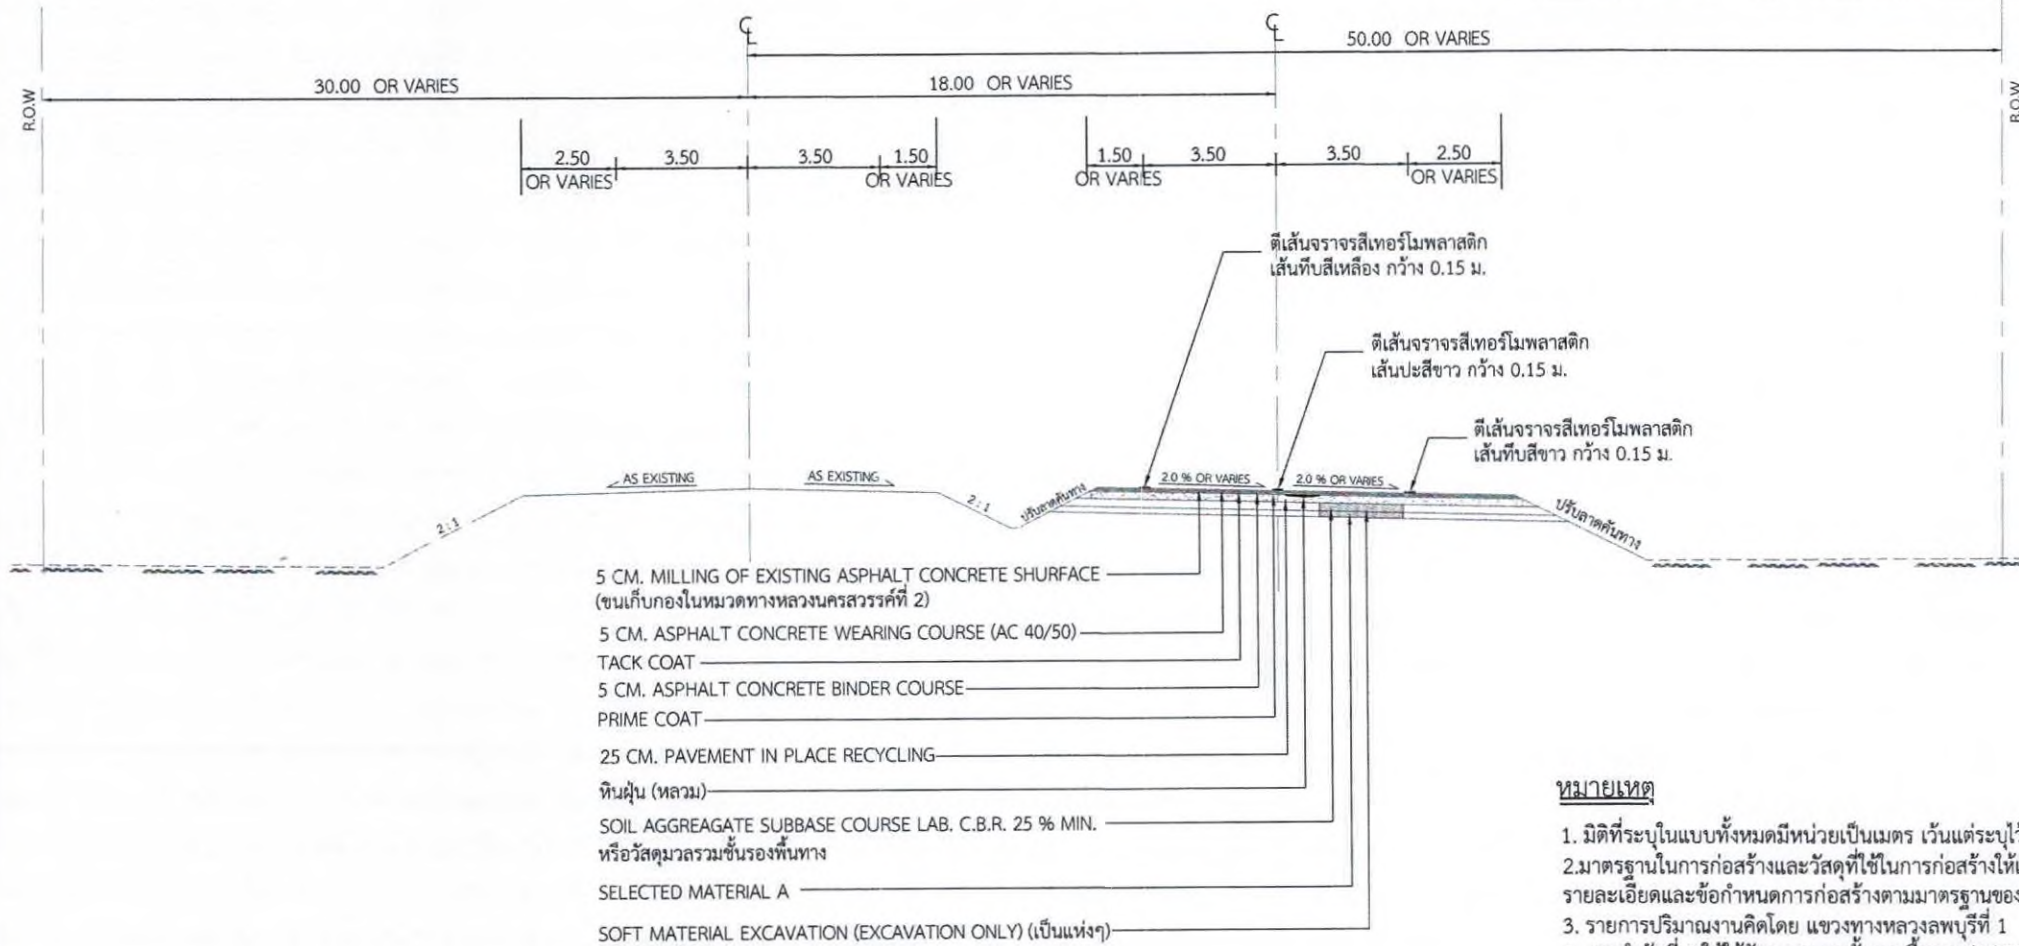 50.00 OR VARIES
30.00 OR VARIES
18.00 OR VARIES
R.O.W
R.O.W
2.50 3.50 3.50 1.50 1.50 3.50 3.50 2.50
OR VARIES OR VARIES OR VARIES OR VARIES
ตีเส้นจราจรสีเทอร์โมพลาสติก
เส้นทึบสีเหลือง กว้าง 0.15 ม.
ตีเส้นจราจรสีเทอร์โมพลาสติก
เส้นปะสีขาว กว้าง 0.15 ม.
ตีเส้นจราจรสีเทอร์โมพลาสติก
เส้นทึบสีขาว กว้าง 0.15 ม.
AS EXISTING AS EXISTING 2.0 % OR VARIES 2.0 % OR VARIES
2 : 1 2 : 1 ปรับลาดคันทาง ปรับลาดคันทาง
5 CM. MILLING OF EXISTING ASPHALT CONCRETE SHURFACE
(ขนเก็บกองในหมวดทางหลวงนครสวรรค์ที่ 2)
5 CM. ASPHALT CONCRETE WEARING COURSE (AC 40/50)
TACK COAT
5 CM. ASPHALT CONCRETE BINDER COURSE
PRIME COAT
25 CM. PAVEMENT IN PLACE RECYCLING
หินฝุ่น (หลวม)
SOIL AGGREAGATE SUBBASE COURSE LAB. C.B.R. 25 % MIN.
หรือวัสดุมวลรวมชั้นรองพื้นทาง
SELECTED MATERIAL A
SOFT MATERIAL EXCAVATION (EXCAVATION ONLY) (เป็นแห่งๆ)
หมายเหตุ
1. มิติที่ระบุในแบบทั้งหมดมีหน่วยเป็นเมตร เว้นแต่ระบุไว้
2.มาตรฐานในการก่อสร้างและวัสดุที่ใช้ในการก่อสร้างให้
รายละเอียดและข้อกำหนดการก่อสร้างตามมาตรฐานของ
3. รายการปริมาณงานคิดโดย แขวงทางหลวงลพบุรีที่ 1